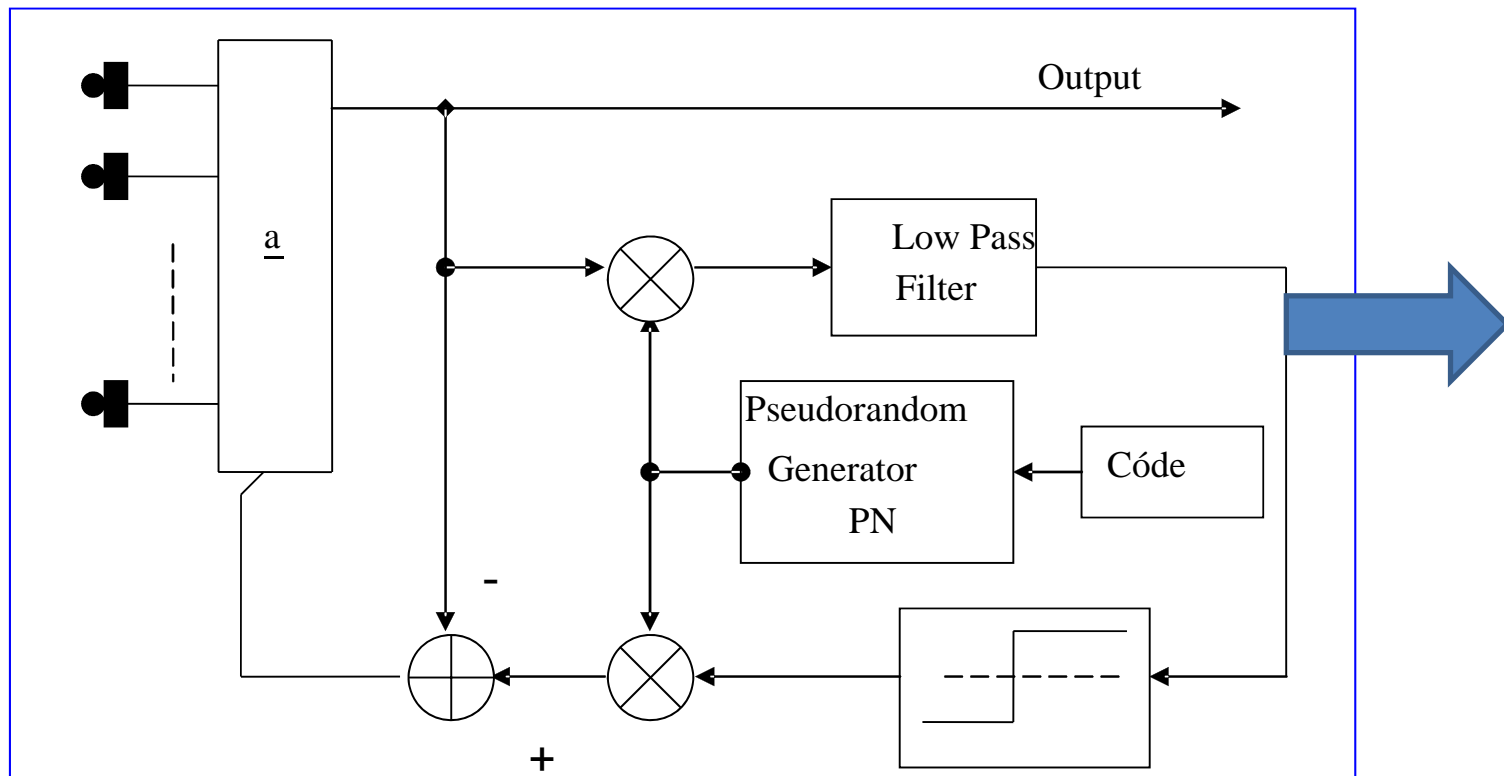 Output
a
Low Pass
Filter
Pseudorandom
Generator
PN
Códe
-
+